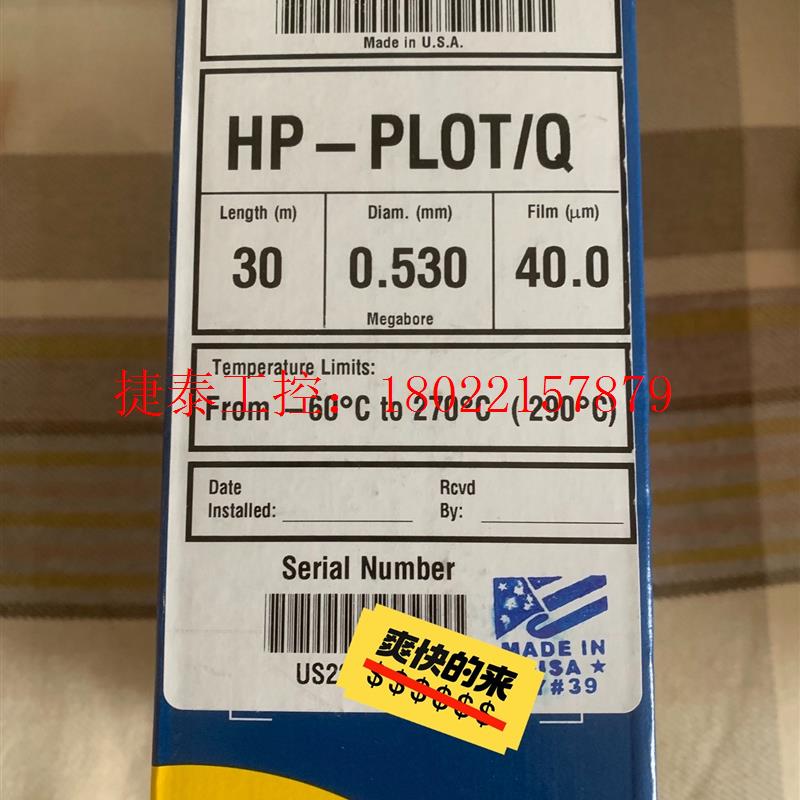 Made in U.S.A.
HP-PLOT/Q
Length (m)
Diam. (mm)
Film (μm)
30
0.530
40.0
Megabore
Temperature Limits:
捷泰工控: 18022157879
From -60°C to 270°C (290°C)
Date
Installed:
Rcvd
By:
Serial Number
爽快的来
$$$$$$
MADE IN
USA ★
#39